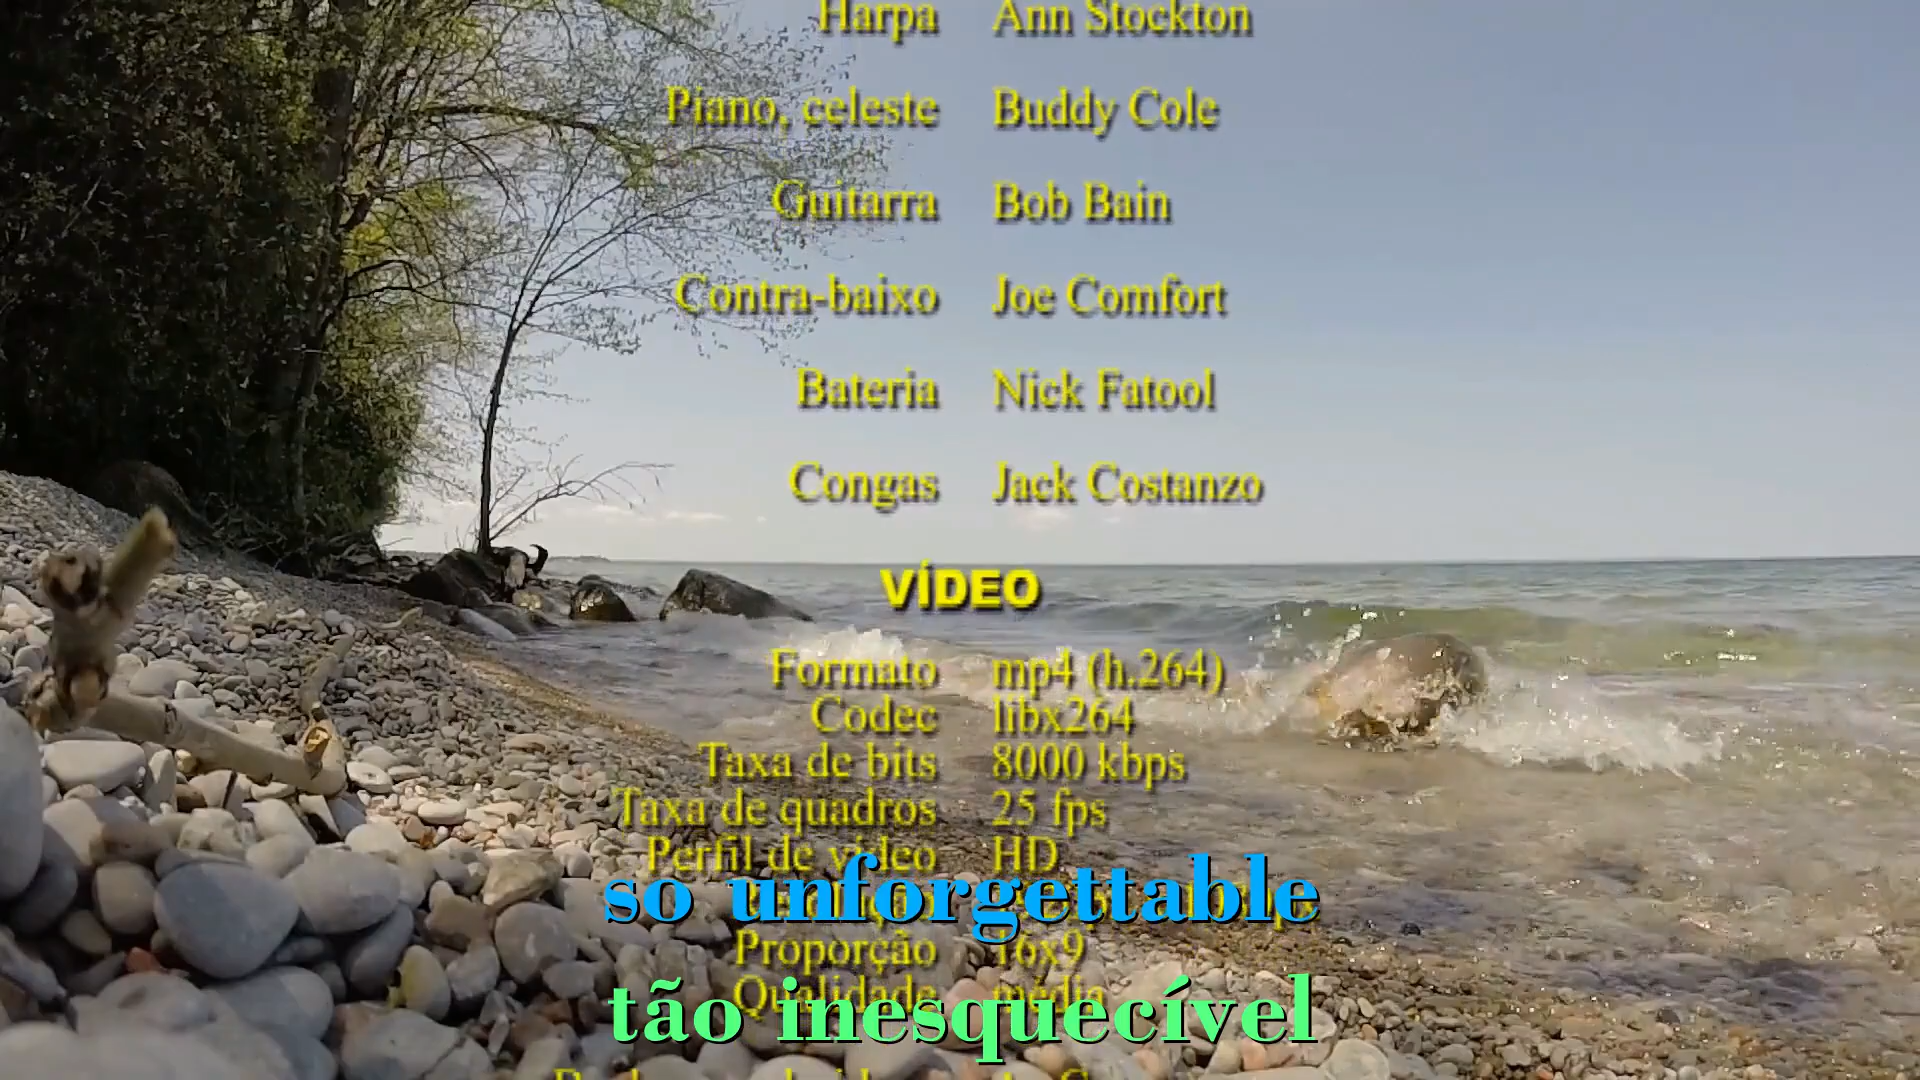 Harpa Ann Stockton
Piano, celeste Buddy Cole
Guitarra Bob Bain
Contra-baixo Joe Comfort
Bateria Nick Fatool
Congas Jack Costanzo
VÍDEO
Formato mp4 (h.264)
Codec libx264
Taxa de bits 8000 kbps
Taxa de quadros 25 fps
Perfil de vídeo HD
so unforgettable
Proporção 16x9
Qualidade média
tão inesquecível